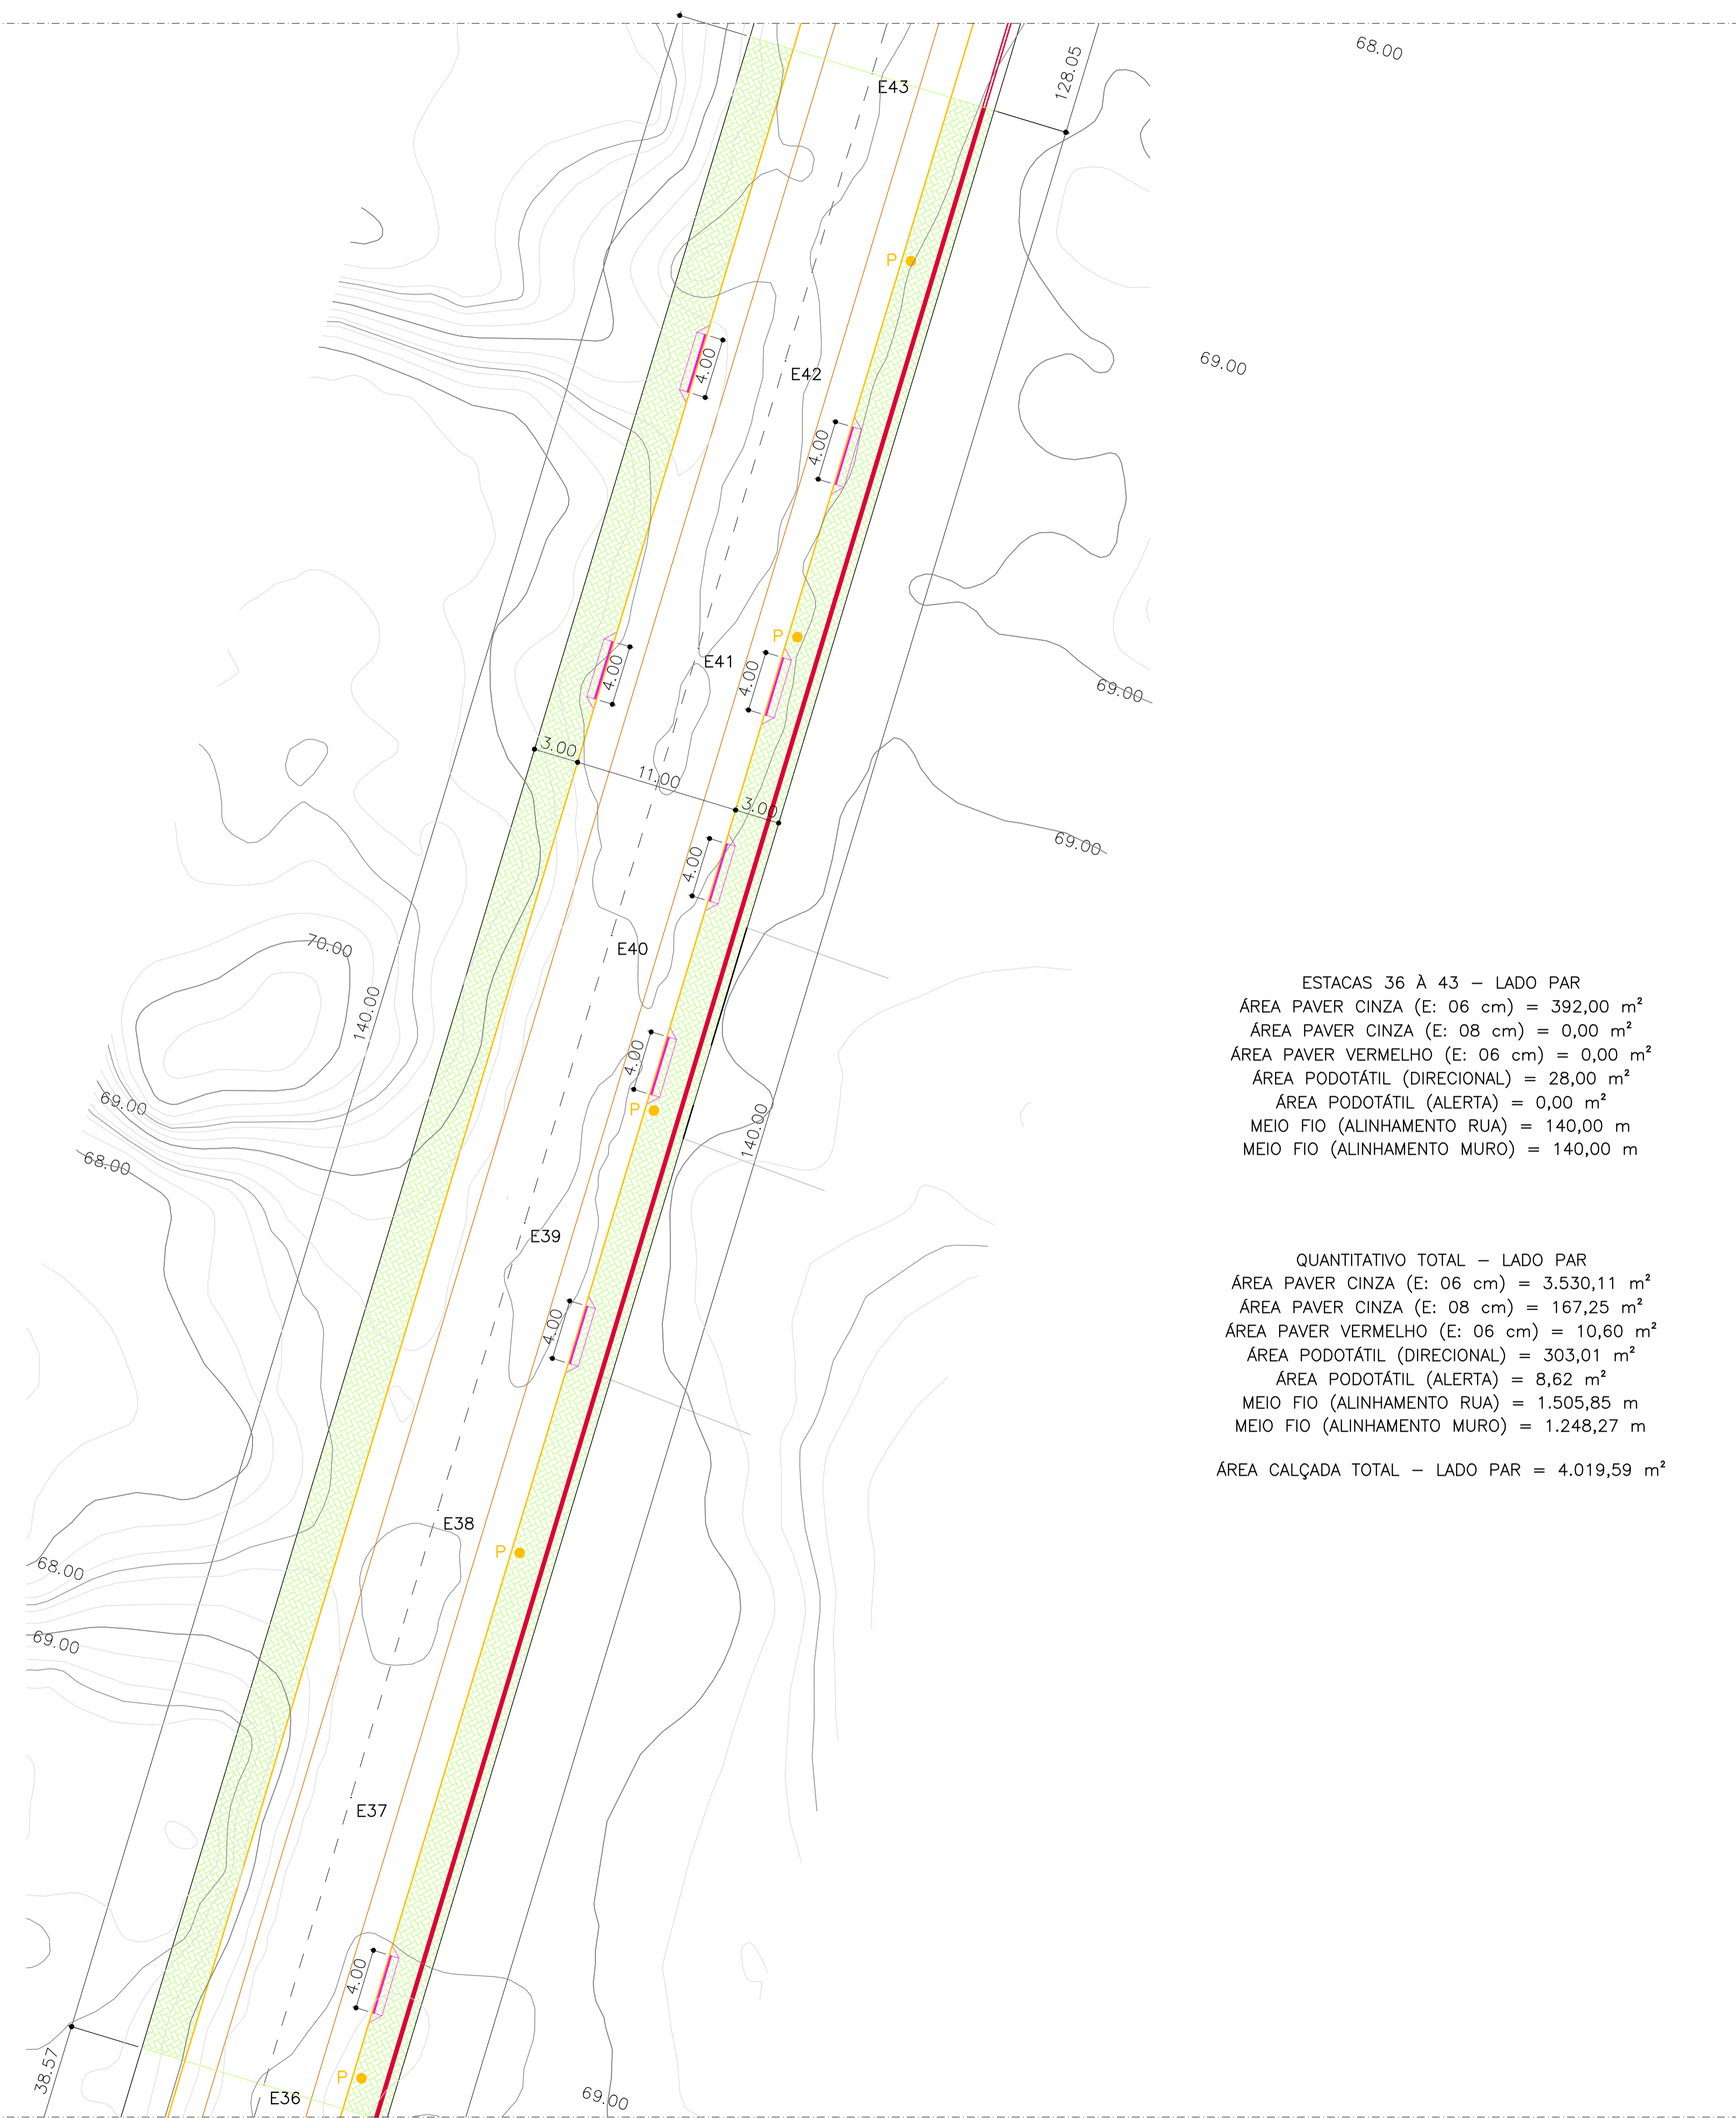 68.00
128.05
E43
P
4.00
E42
69.00
4.00
P
4.00
E41
4.00
69.00
3.00
11.00
3.00
4.00
69.00
70.00
E40
140.00
4.00
P
69.00
140.00
68.00
E39
4.00
E38
P
68.00
69.00
E37
4.00
38.57
P
E36
69.00
ESTACAS 36 À 43 – LADO PAR
ÁREA PAVER CINZA (E: 06 cm) = 392,00 m²
ÁREA PAVER CINZA (E: 08 cm) = 0,00 m²
ÁREA PAVER VERMELHO (E: 06 cm) = 0,00 m²
ÁREA PODOTÁTIL (DIRECIONAL) = 28,00 m²
ÁREA PODOTÁTIL (ALERTA) = 0,00 m²
MEIO FIO (ALINHAMENTO RUA) = 140,00 m
MEIO FIO (ALINHAMENTO MURO) = 140,00 m
QUANTITATIVO TOTAL – LADO PAR
ÁREA PAVER CINZA (E: 06 cm) = 3.530,11 m²
ÁREA PAVER CINZA (E: 08 cm) = 167,25 m²
ÁREA PAVER VERMELHO (E: 06 cm) = 10,60 m²
ÁREA PODOTÁTIL (DIRECIONAL) = 303,01 m²
ÁREA PODOTÁTIL (ALERTA) = 8,62 m²
MEIO FIO (ALINHAMENTO RUA) = 1.505,85 m
MEIO FIO (ALINHAMENTO MURO) = 1.248,27 m
ÁREA CALÇADA TOTAL – LADO PAR = 4.019,59 m²